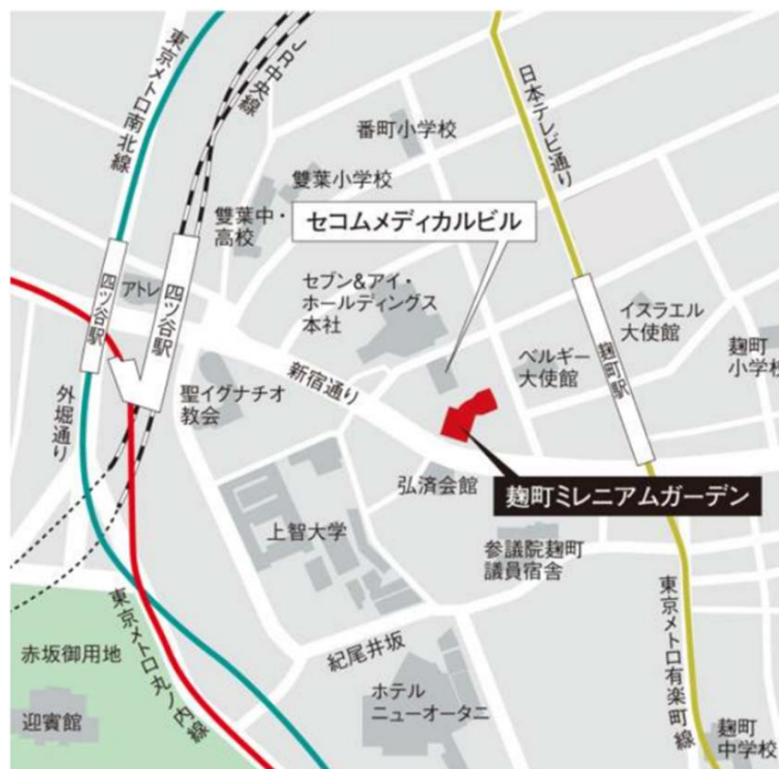 東京メトロ南北線
JR中央線
日本テレビ通り
番町小学校
雙葉小学校
雙葉中・
高校
セコムメディカルビル
アトレ
四ツ谷駅
四ツ谷駅
セブン&アイ・
ホールディングス
本社
イスラエル
大使館
麹町駅
ベルギー
大使館
麹町
小学校
新宿通り
聖イグナチオ
教会
外堀通り
弘済会館
麹町ミレニアムガーデン
上智大学
参議院麹町
議員宿舎
東京メトロ丸ノ内線
赤坂御用地
紀尾井坂
東京メトロ有楽町線
迎賓館
ホテル
ニューオータニ
麹町
中学校